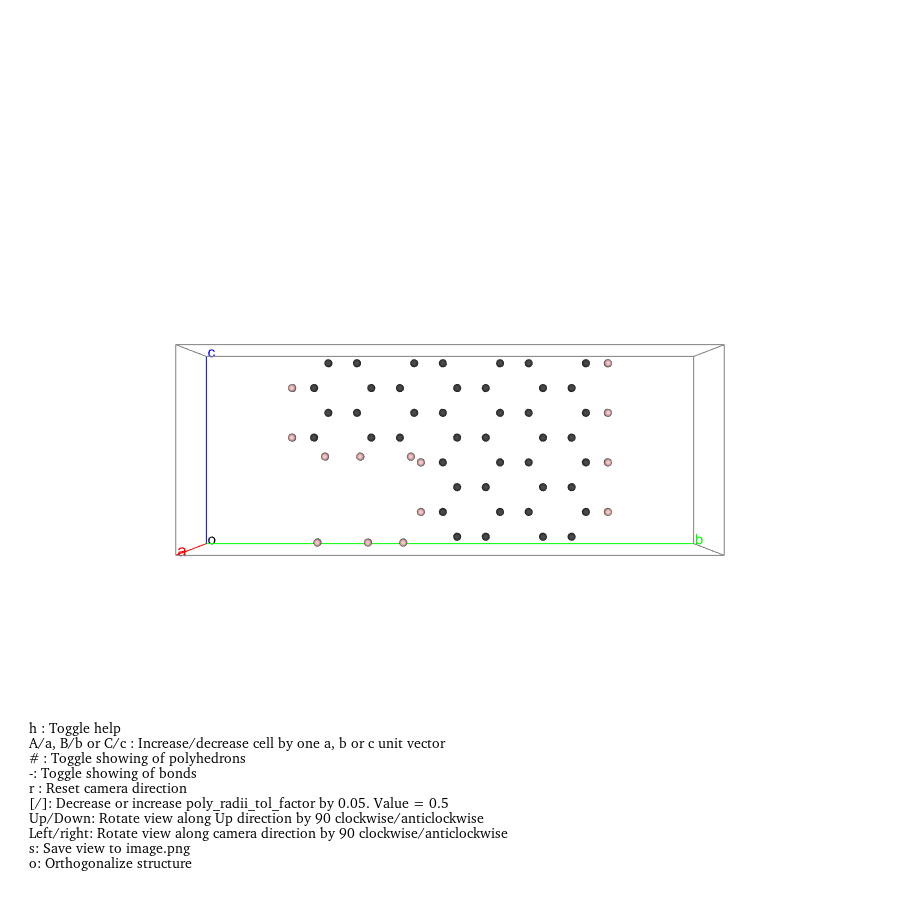 c
o
a
b
h : Toggle help
A/a, B/b or C/c : Increase/decrease cell by one a, b or c unit vector
# : Toggle showing of polyhedrons
-: Toggle showing of bonds
r : Reset camera direction
[/]: Decrease or increase poly_radii_tol_factor by 0.05. Value = 0.5
Up/Down: Rotate view along Up direction by 90 clockwise/anticlockwise
Left/right: Rotate view along camera direction by 90 clockwise/anticlockwise
s: Save view to image.png
o: Orthogonalize structure